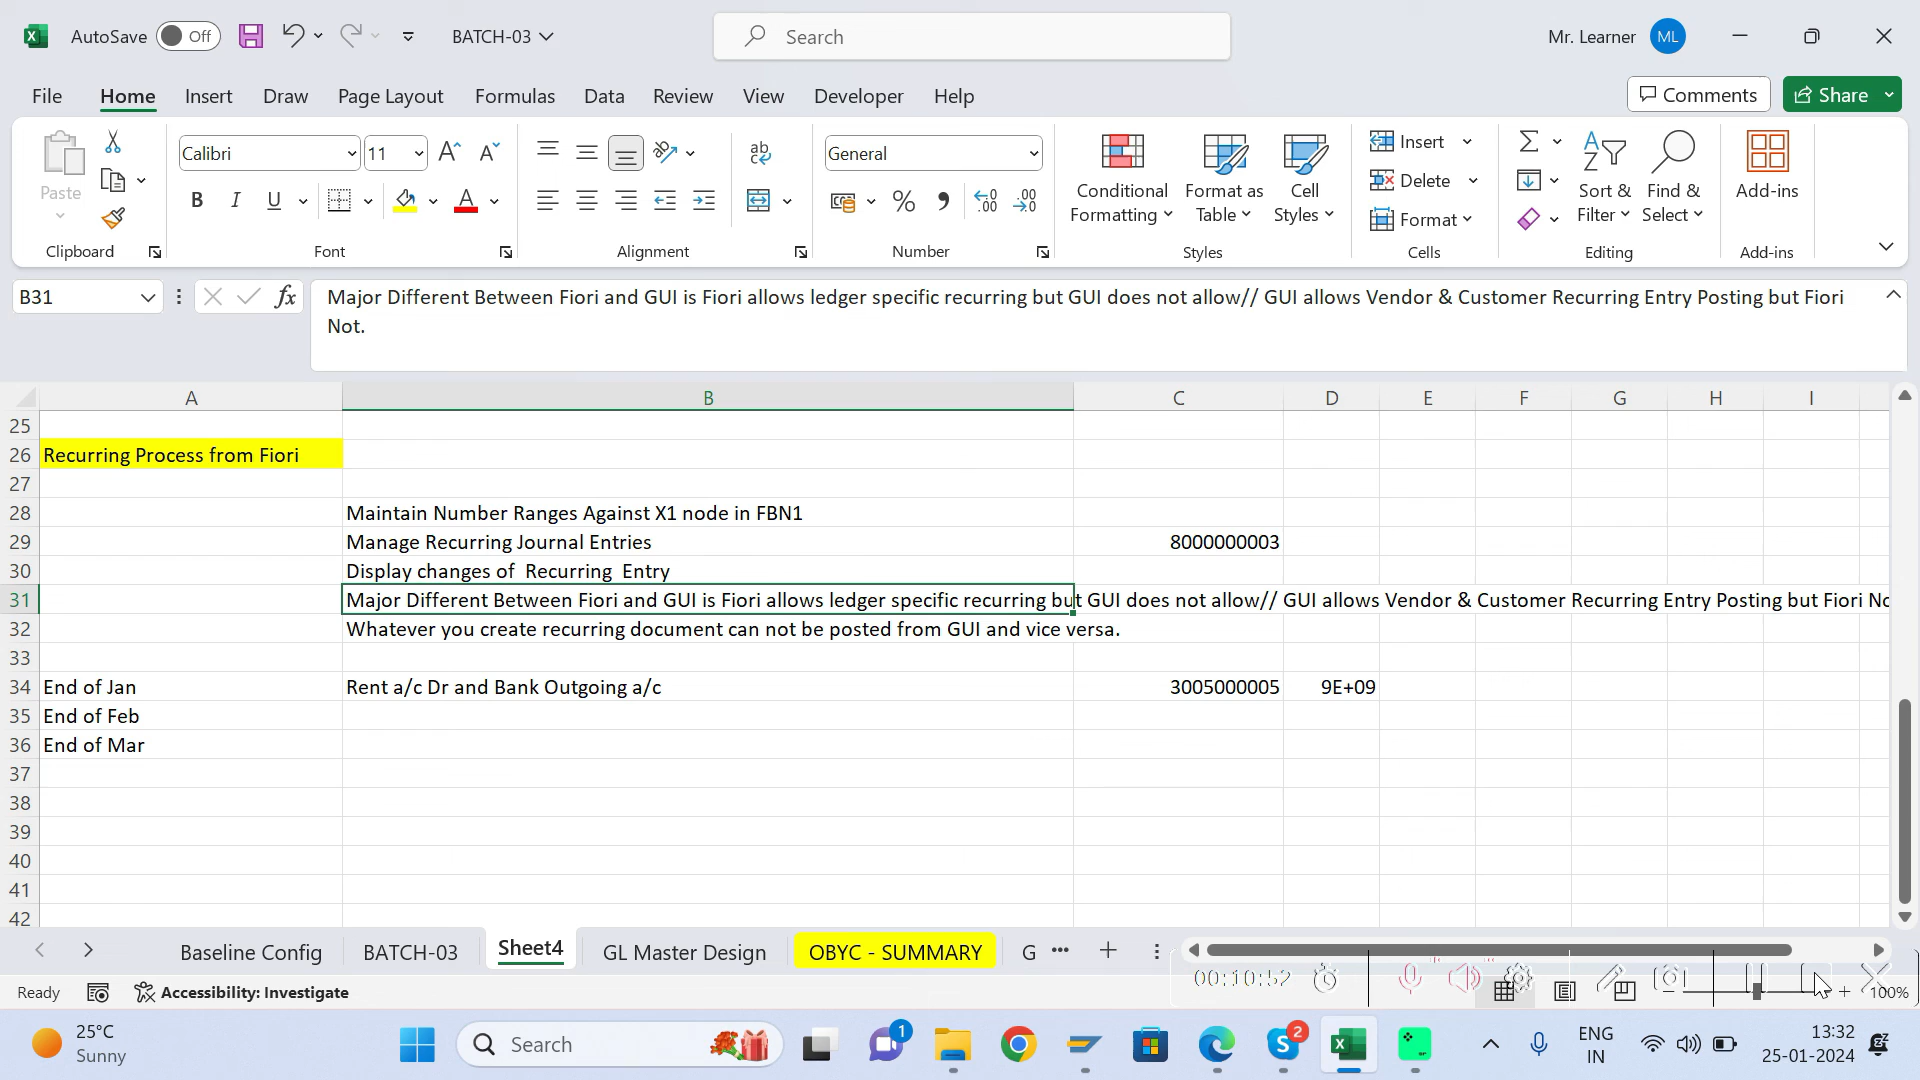 AutoSave Off BATCH-03 Search Mr. Learner ML
File Home Insert Draw Page Layout Formulas Data Review View Developer Help Comments Share
Paste Calibri 11 A A ab General Conditional Formatting Format as Table Cell Styles Insert Delete Format Sort & Filter Find & Select Add-ins
B I U A % .00
Clipboard Font Alignment Number Styles Cells Editing Add-ins
B31 fx Major Different Between Fiori and GUI is Fiori allows ledger specific recurring but GUI does not allow// GUI allows Vendor & Customer Recurring Entry Posting but Fiori
Not.
A B C D E F G H I
25
26 Recurring Process from Fiori
27
28 Maintain Number Ranges Against X1 node in FBN1
29 Manage Recurring Journal Entries 8000000003
30 Display changes of  Recurring  Entry
31 Major Different Between Fiori and GUI is Fiori allows ledger specific recurring but GUI does not allow// GUI allows Vendor & Customer Recurring Entry Posting but Fiori
32 Whatever you create recurring document can not be posted from GUI and vice versa.
33
34 End of Jan Rent a/c Dr and Bank Outgoing a/c 3005000005 9E+09
35 End of Feb
36 End of Mar
37
38
39
40
41
42
Baseline Config BATCH-03 Sheet4 GL Master Design OBYC - SUMMARY G
00:10:52
Ready Accessibility: Investigate 100%
25°C Sunny Search 1 2 ENG IN 13:32 25-01-2024